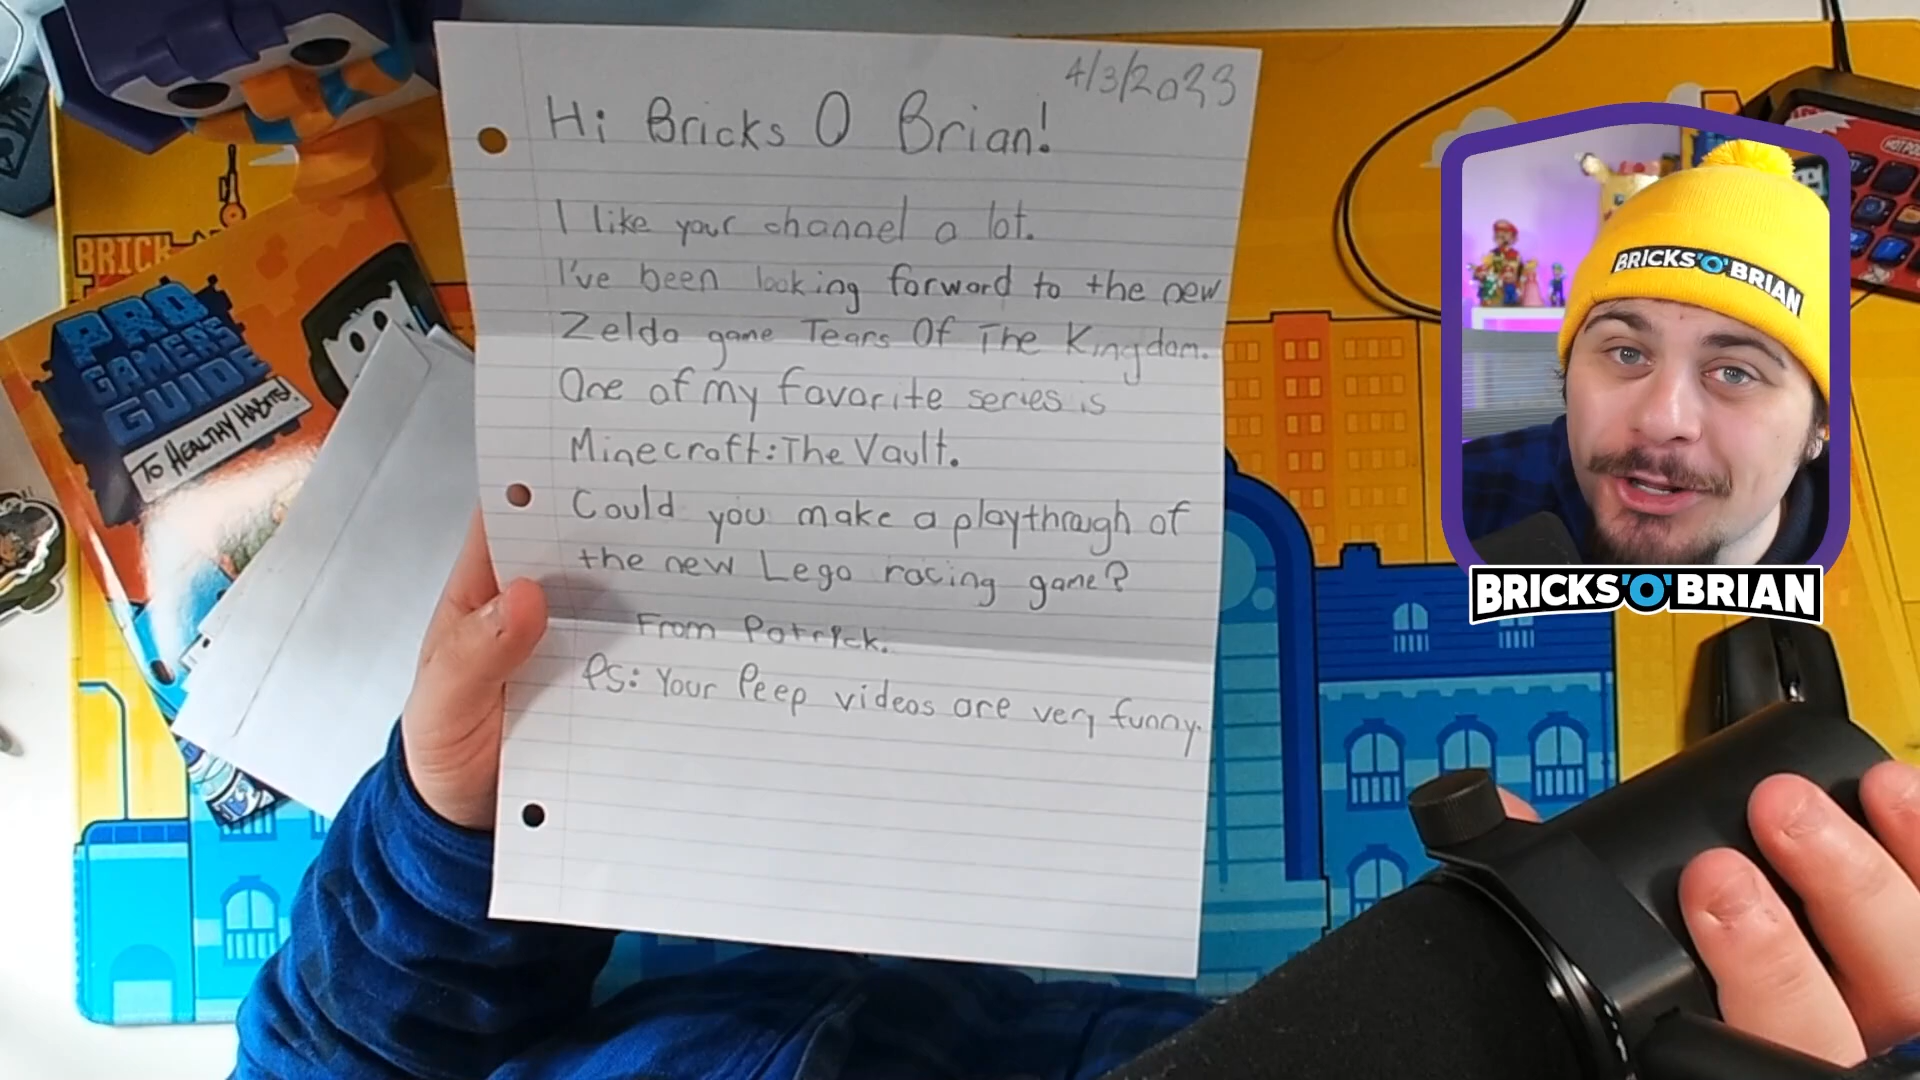 4/3/2023
Hi Bricks O Brian!
I like your channel a lot.
I've been looking forward to the new
Zelda game Tears Of The Kingdom.
One of my favorite series is
Minecraft: The Vault.
Could you make a playthrough of
the new Lego racing game?
From Patrick.
Ps: Your Peep videos are very funny.
BRICK
PRO
GAMER'S
GUIDE
TO HEALTHY HABITS!
BRICKS'O'BRIAN
BRICKS'O'BRIAN